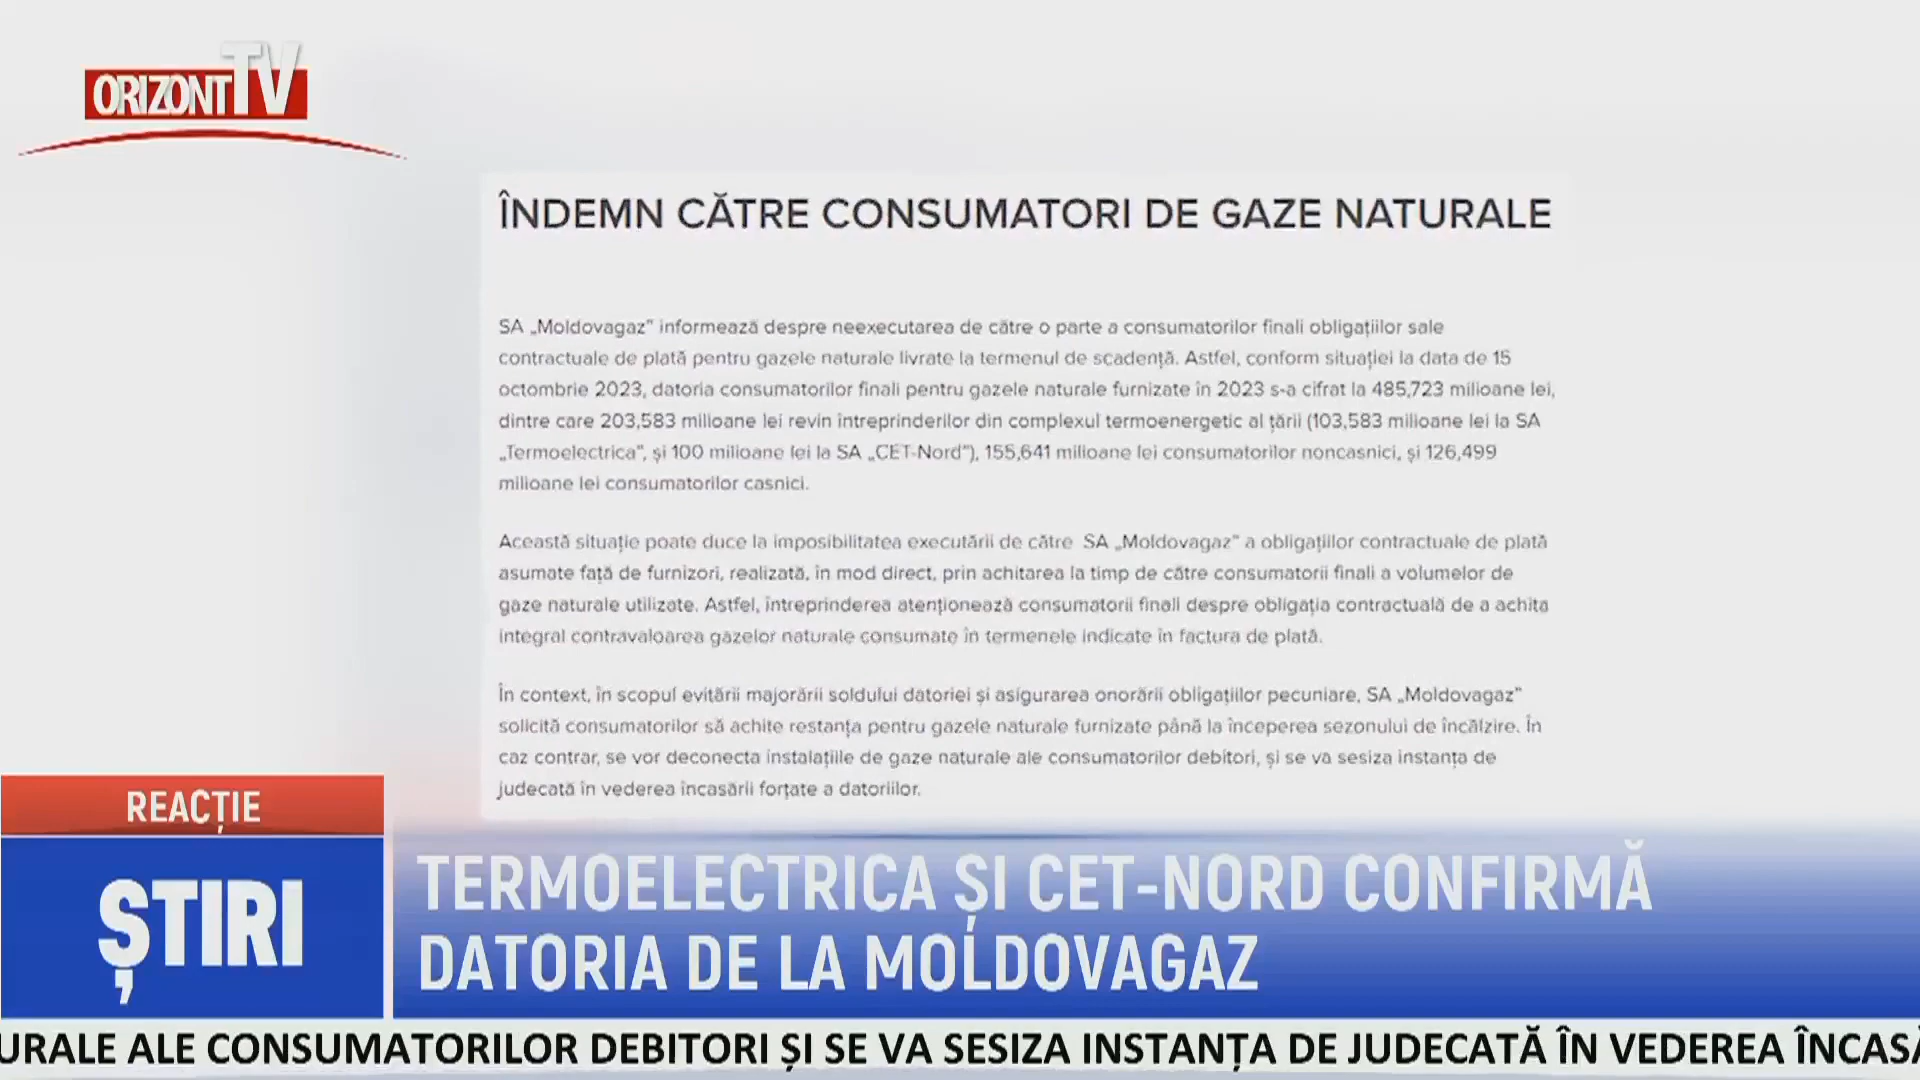 ORIZONT TV
ÎNDEMN CĂTRE CONSUMATORI DE GAZE NATURALE
SA „Moldovagaz” informează despre neexecutarea de către o parte a consumatorilor finali obligațiilor sale
contractuale de plată pentru gazele naturale livrate la termenul de scadență. Astfel, conform situației la data de 15
octombrie 2023, datoria consumatorilor finali pentru gazele naturale furnizate în 2023 s-a cifrat la 485,723 milioane lei,
dintre care 203,583 milioane lei revin întreprinderilor din complexul termoenergetic al țării (103,583 milioane lei la SA
„Termoelectrica”, și 100 milioane lei la SA „CET-Nord”), 155,641 milioane lei consumatorilor noncasnici, și 126,499
milioane lei consumatorilor casnici.
Această situație poate duce la imposibilitatea executării de către SA „Moldovagaz” a obligațiilor contractuale de plată
asumate față de furnizori, realizată, în mod direct, prin achitarea la timp de către consumatorii finali a volumelor de
gaze naturale utilizate. Astfel, întreprinderea atenționează consumatorii finali despre obligația contractuală de a achita
integral contravaloarea gazelor naturale consumate în termenele indicate în factura de plată.
În context, în scopul evitării majorării soldului datoriei și asigurarea onorării obligațiilor pecuniare, SA „Moldovagaz”
solicită consumatorilor să achite restanța pentru gazele naturale furnizate până la începerea sezonului de încălzire. În
caz contrar, se vor deconecta instalațiile de gaze naturale ale consumatorilor debitori, și se va sesiza instanța de
judecată în vederea încasării forțate a datoriilor.
REACȚIE
ȘTIRI
TERMOELECTRICA ȘI CET-NORD CONFIRMĂ
DATORIA DE LA MOLDOVAGAZ
URALE ALE CONSUMATORILOR DEBITORI ȘI SE VA SESIZA INSTANȚA DE JUDECATĂ ÎN VEDEREA ÎNCASĂ